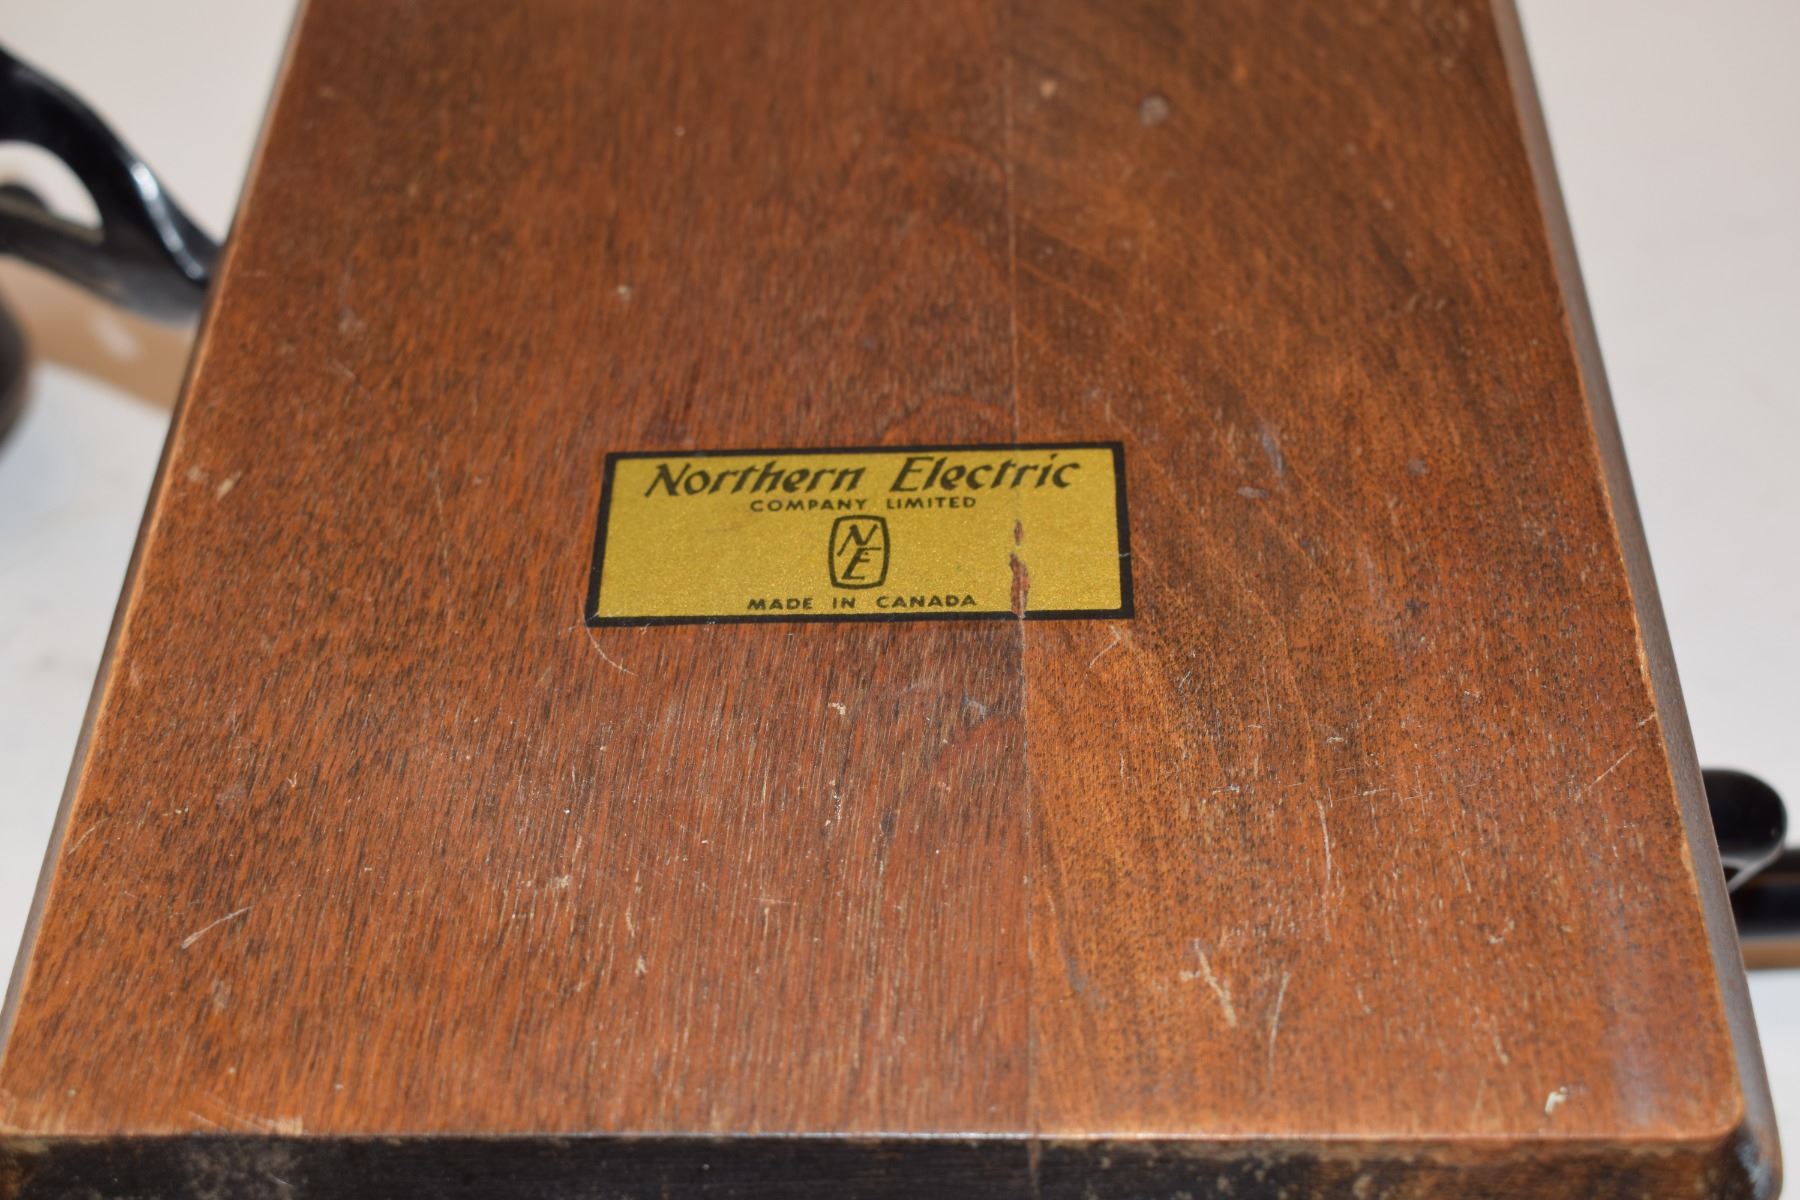 Northern Electric
COMPANY LIMITED
NE
MADE IN CANADA